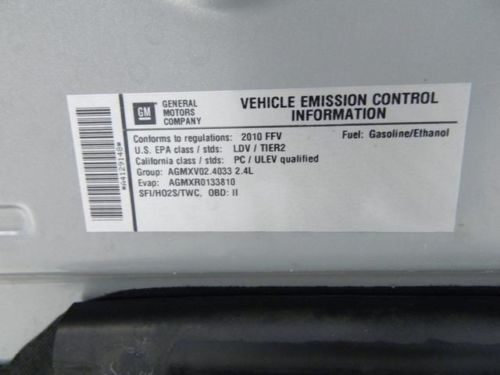 GM
GENERAL MOTORS COMPANY
VEHICLE EMISSION CONTROL
INFORMATION
Conforms to regulations: 2010 FFV Fuel: Gasoline/Ethanol
U.S. EPA class / stds: LDV / TIER2
California class / stds: PC / ULEV qualified
Group: AGMXV02.4033 2.4L
Evap: AGMXR0133810
SFI/HO2S/TWC, OBD: II
*64129148*